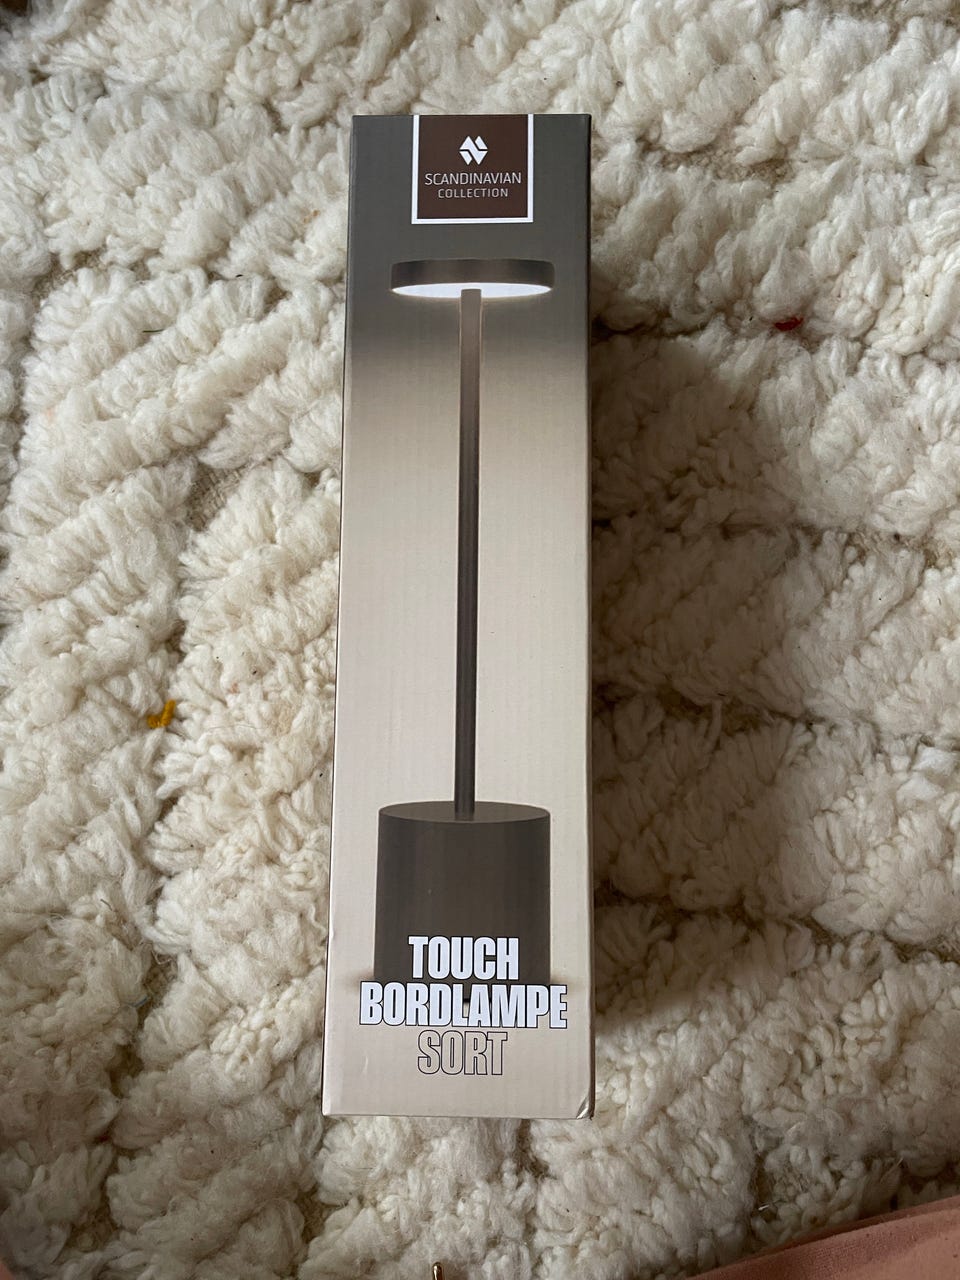 SCANDINAVIAN
COLLECTION
TOUCH
BORDLAMPE
SORT